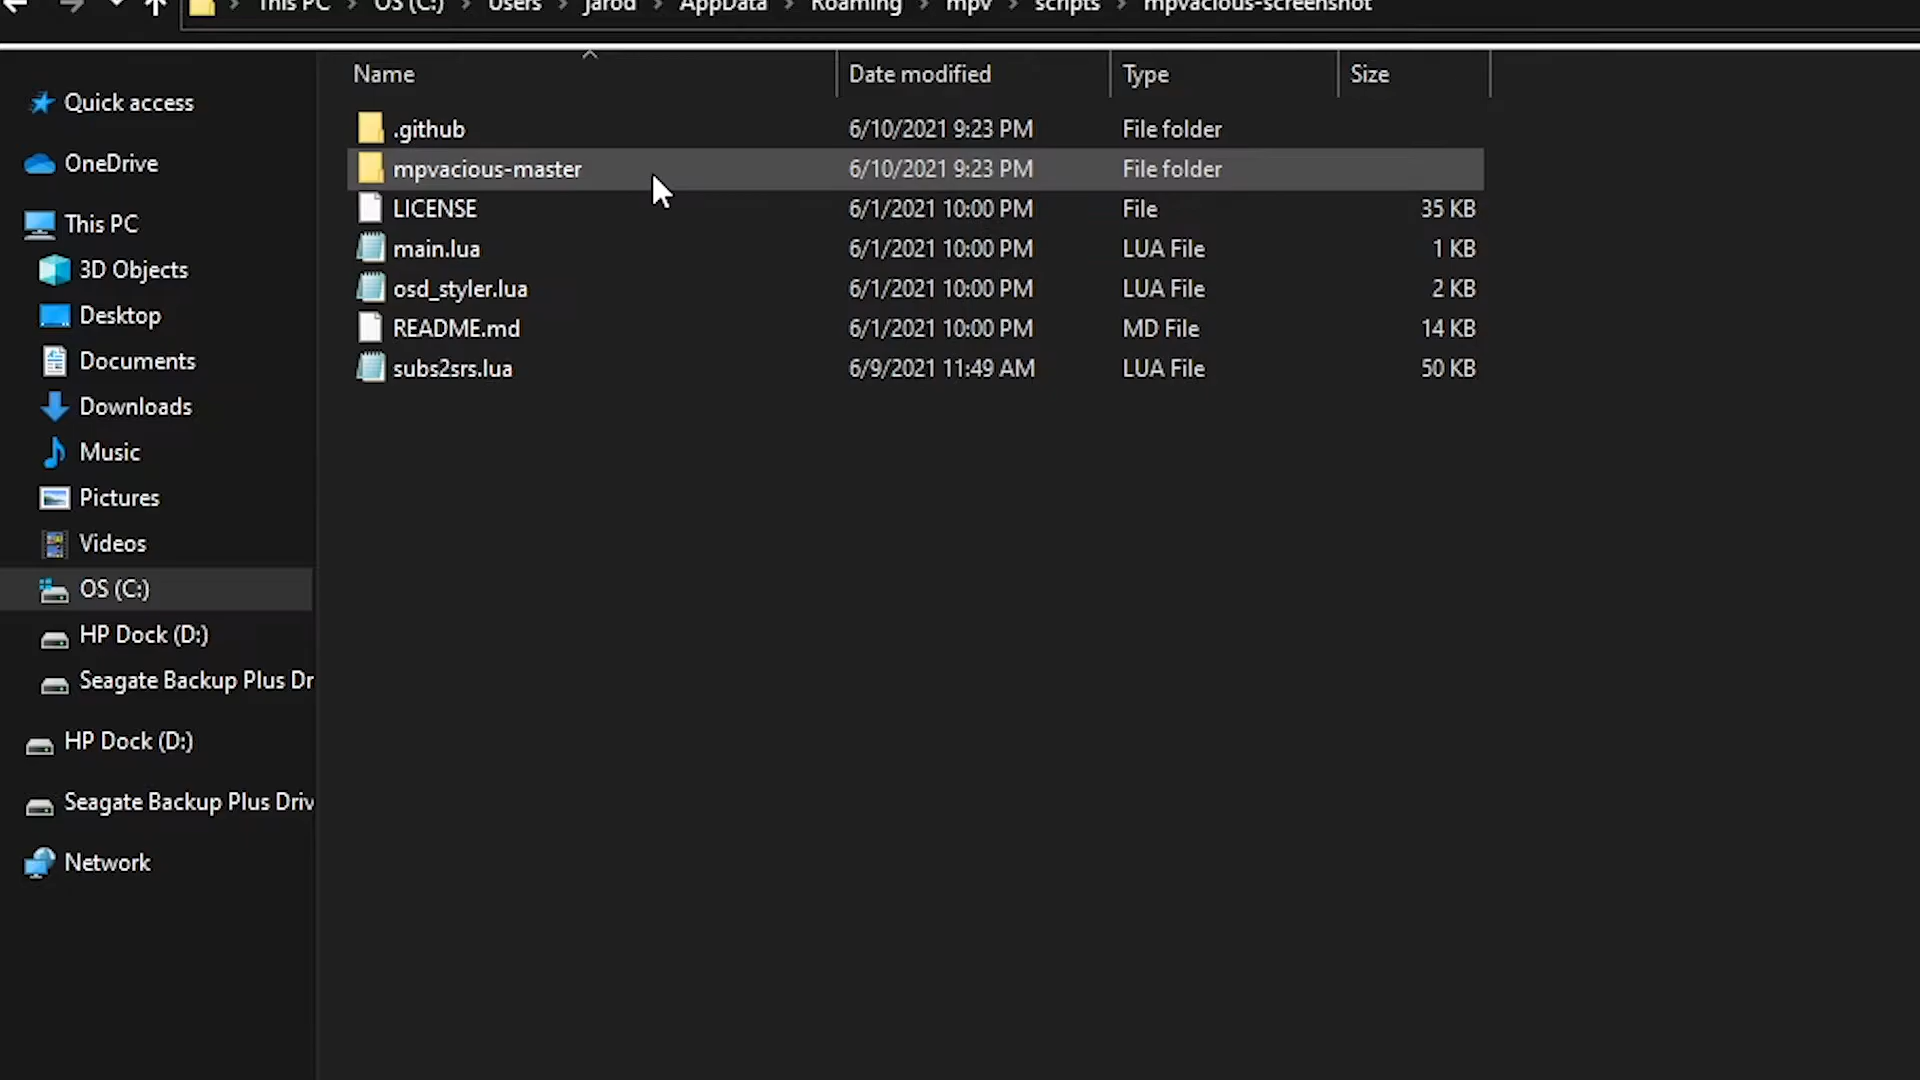 This PC > OS (C:) > Users > Jarod > AppData > Roaming > mpv > scripts > mpvacious-screenshot
Name Date modified Type Size
Quick access
OneDrive
This PC
3D Objects
Desktop
Documents
Downloads
Music
Pictures
Videos
OS (C:)
HP Dock (D:)
Seagate Backup Plus Dr
HP Dock (D:)
Seagate Backup Plus Driv
Network
.github 6/10/2021 9:23 PM File folder
mpvacious-master 6/10/2021 9:23 PM File folder
LICENSE 6/1/2021 10:00 PM File 35 KB
main.lua 6/1/2021 10:00 PM LUA File 1 KB
osd_styler.lua 6/1/2021 10:00 PM LUA File 2 KB
README.md 6/1/2021 10:00 PM MD File 14 KB
subs2srs.lua 6/9/2021 11:49 AM LUA File 50 KB